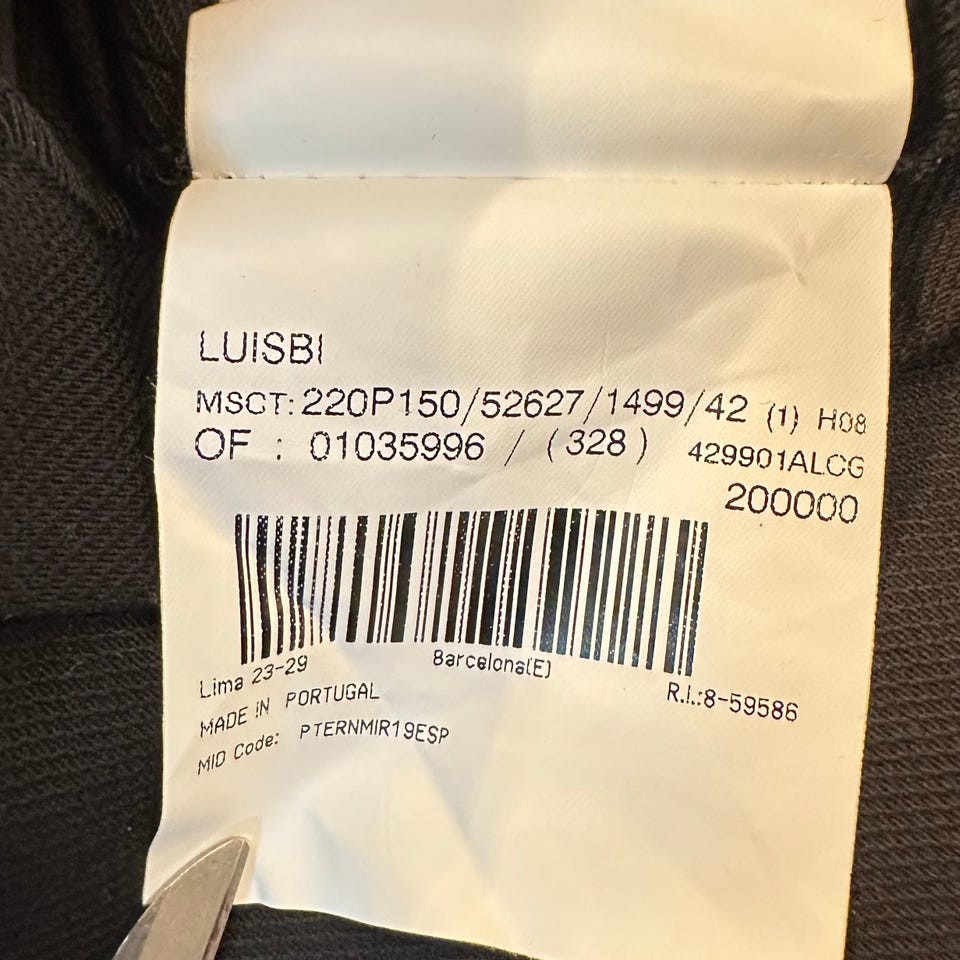 LUISBI
MSCT: 220P150/52627/1499/42 (1) H08
OF : 01035996 / (328) 429901ALCG
200000
Lima 23-29 Barcelona(E) R.I.:8-59586
MADE IN PORTUGAL
MID Code: PTERNMIR19ESP